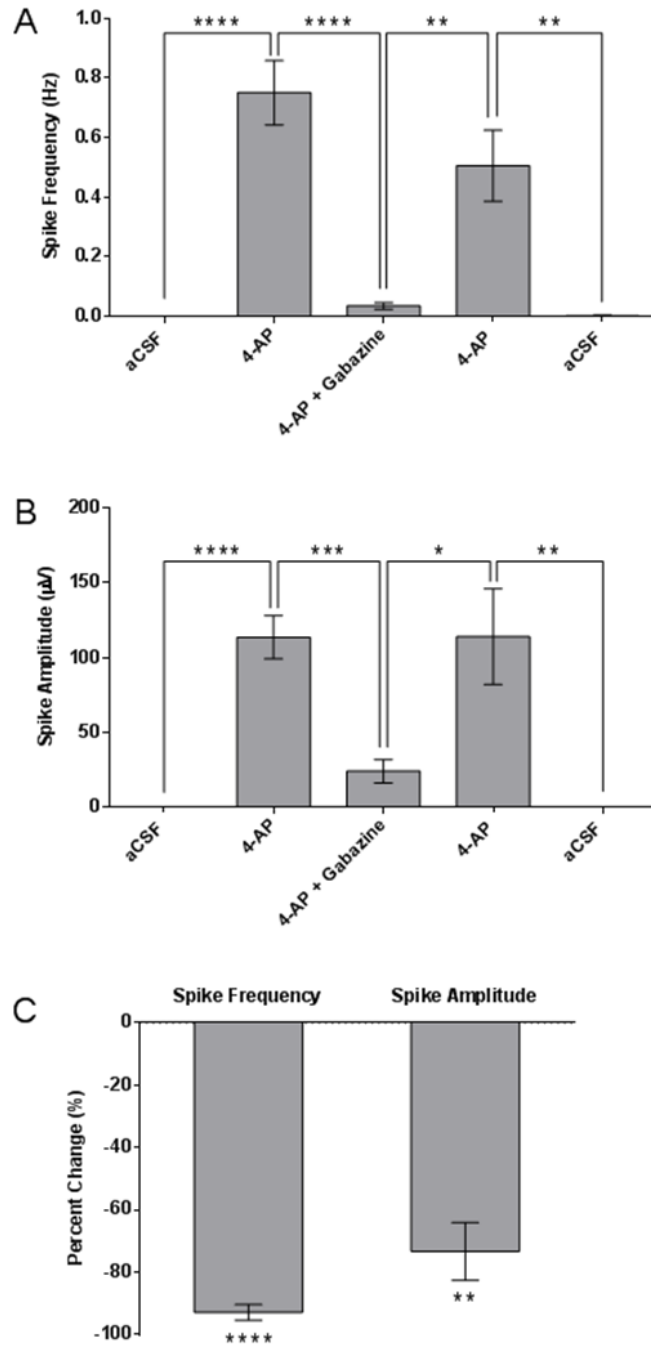 A
Spike Frequency (Hz)
1.0
0.8
0.6
0.4
0.2
0.0
**** **** ** **
aCSF
4-AP
4-AP + Gabazine
4-AP
aCSF
B
Spike Amplitude (µV)
200
150
100
50
0
**** *** * **
aCSF
4-AP
4-AP + Gabazine
4-AP
aCSF
C
Spike Frequency Spike Amplitude
Percent Change (%)
0
-20
-40
-60
-80
-100
**
****